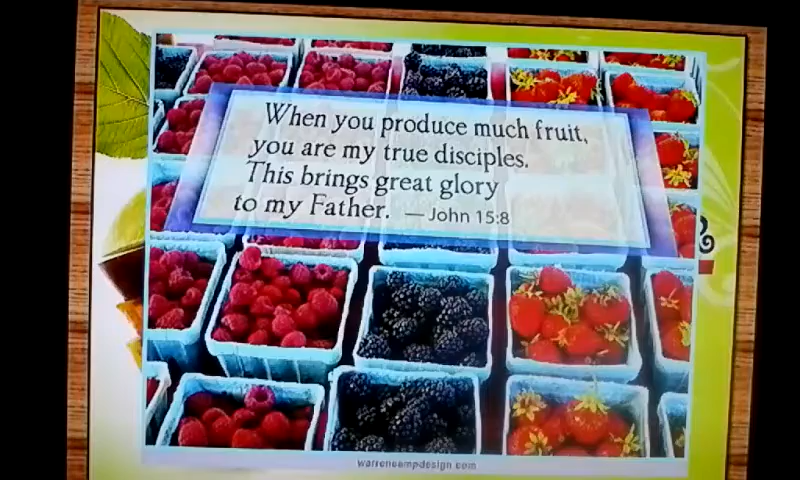 When you produce much fruit,
you are my true disciples.
This brings great glory
to my Father. — John 15:8
warrencampdesign.com